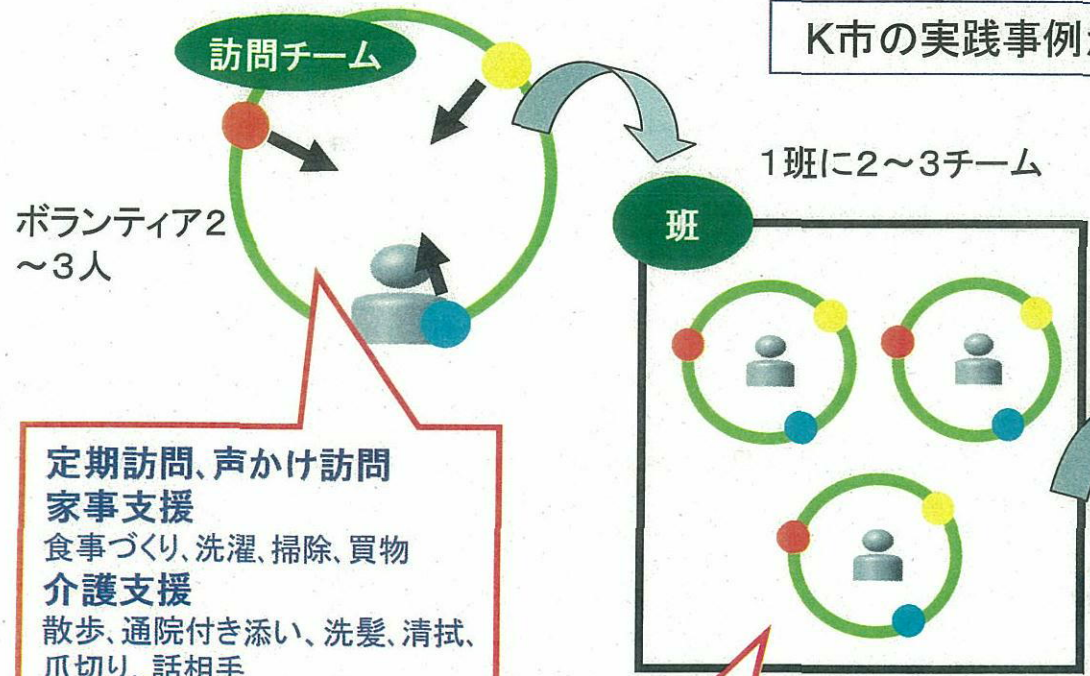 訪問チーム
K市の実践事例
1班に2～3チーム
ボランティア2
～3人
班
定期訪問、声かけ訪問
家事支援
食事づくり、洗濯、掃除、買物
介護支援
散歩、通院付き添い、洗髪、清拭、
爪切り、話相手